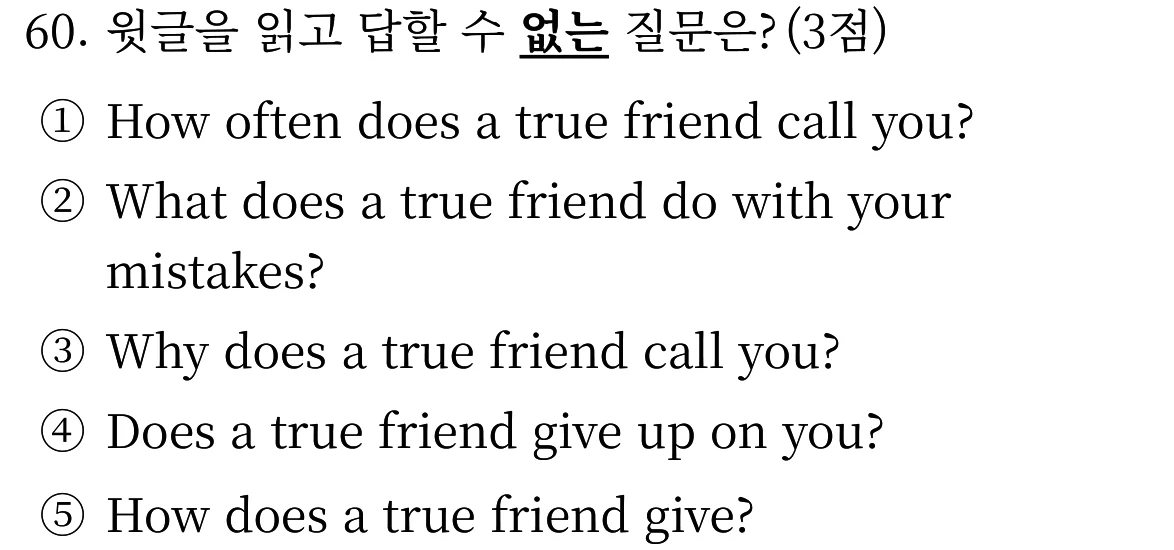 60. 윗글을 읽고 답할 수 없는 질문은?(3점)
① How often does a true friend call you?
② What does a true friend do with your
mistakes?
③ Why does a true friend call you?
④ Does a true friend give up on you?
⑤ How does a true friend give?